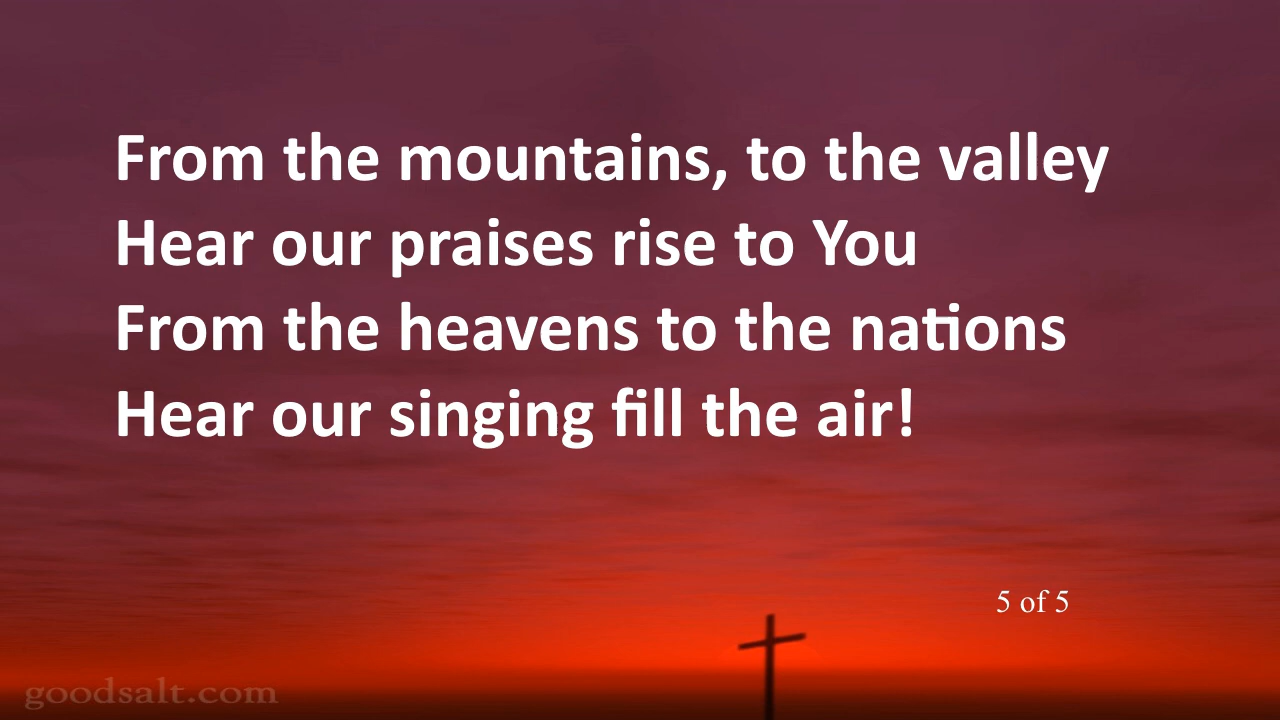 From the mountains, to the valley
Hear our praises rise to You
From the heavens to the nations
Hear our singing fill the air!
5 of 5
goodsalt.com